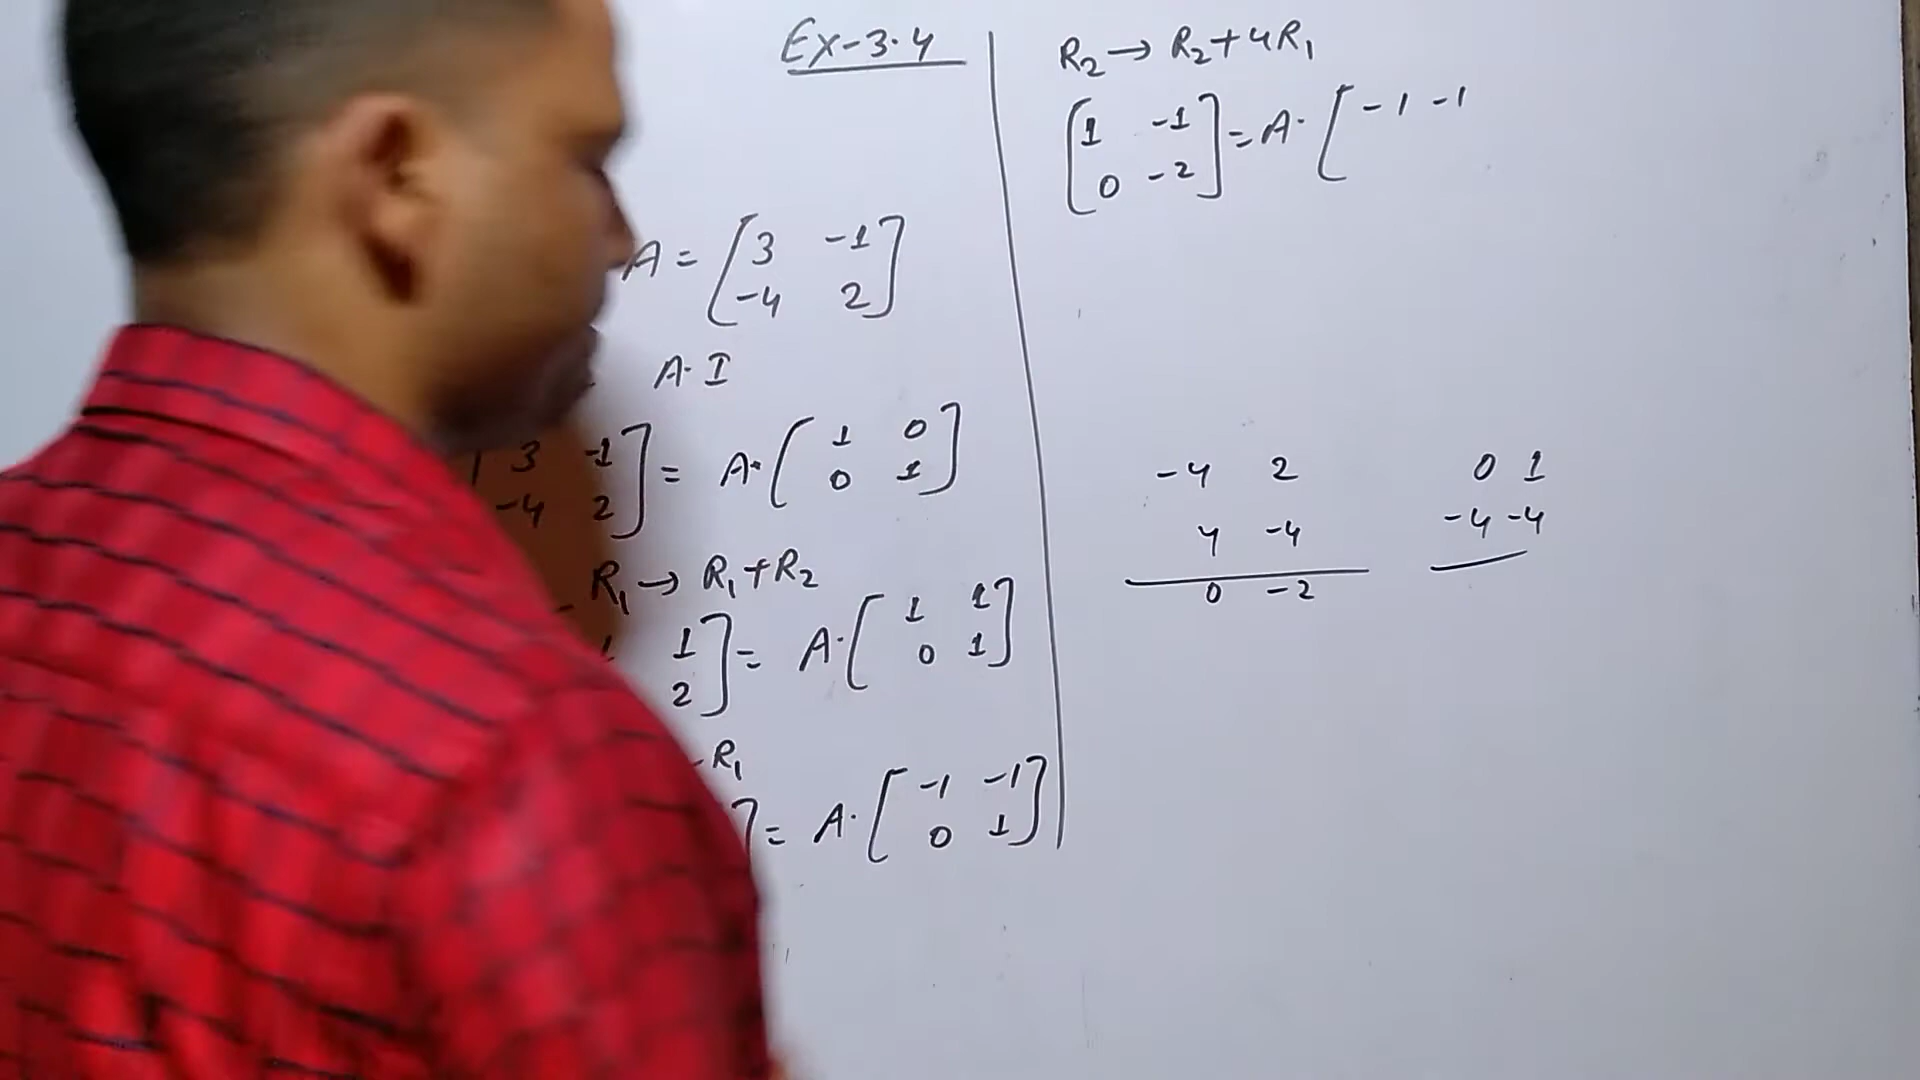 Ex-3.4
A = [3 -1
-4 2]
A·I
3 -1] = A·[1 0
-4 2] 0 1]
R₁ → R₁+R₂
1] = A·[1 1
2] 0 1]
-R₁
] = A·[-1 -1
0 1]
R₂ → R₂+4R₁
[1 -1] = A·[-1 -1
0 -2]
-4 2 0 1
4 -4 -4 -4
0 -2